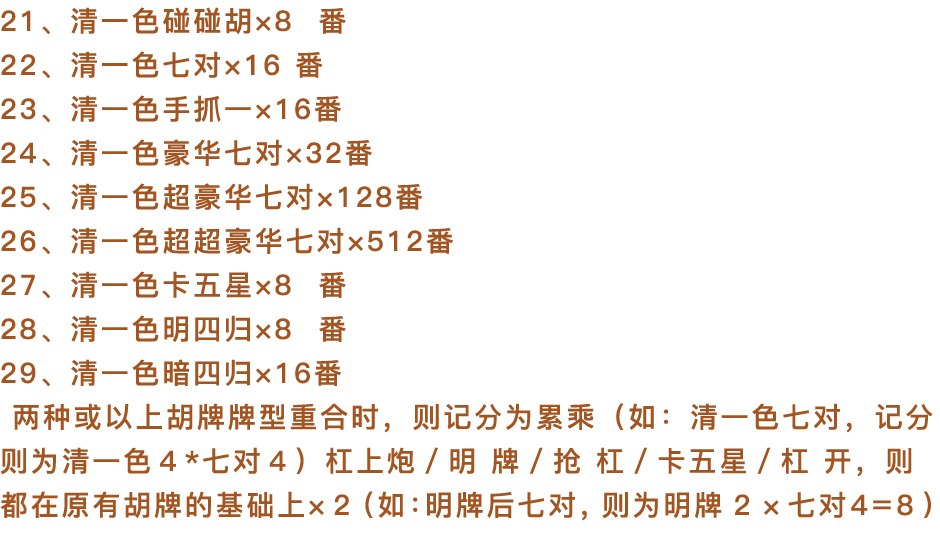 21、清一色碰碰胡×8 番
22、清一色七对×16 番
23、清一色手抓一×16番
24、清一色豪华七对×32番
25、清一色超豪华七对×128番
26、清一色超超豪华七对×512番
27、清一色卡五星×8 番
28、清一色明四归×8 番
29、清一色暗四归×16番
两种或以上胡牌牌型重合时，则记分为累乘（如：清一色七对，记分
则为清一色４*七对４）杠上炮／明 牌／抢 杠／卡五星／杠 开，则
都在原有胡牌的基础上×２(如:明牌后七对, 则为明牌 2 ×七对4=8 )